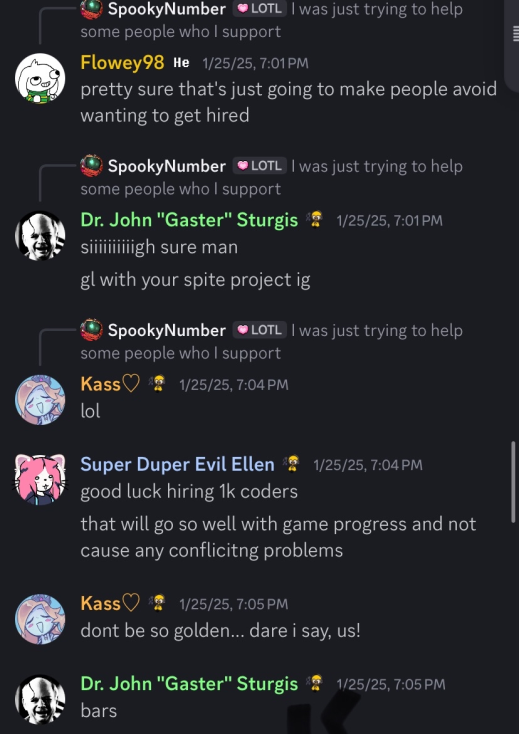 SpookyNumber LOTL I was just trying to help
some people who I support
Flowey98 He 1/25/25, 7:01 PM
pretty sure that's just going to make people avoid
wanting to get hired
SpookyNumber LOTL I was just trying to help
some people who I support
Dr. John "Gaster" Sturgis 1/25/25, 7:01 PM
siiiiiiiiiigh sure man
gl with your spite project ig
SpookyNumber LOTL I was just trying to help
some people who I support
Kass♡ 1/25/25, 7:04 PM
lol
Super Duper Evil Ellen 1/25/25, 7:04 PM
good luck hiring 1k coders
that will go so well with game progress and not
cause any conflicitng problems
Kass♡ 1/25/25, 7:05 PM
dont be so golden... dare i say, us!
Dr. John "Gaster" Sturgis 1/25/25, 7:05 PM
bars